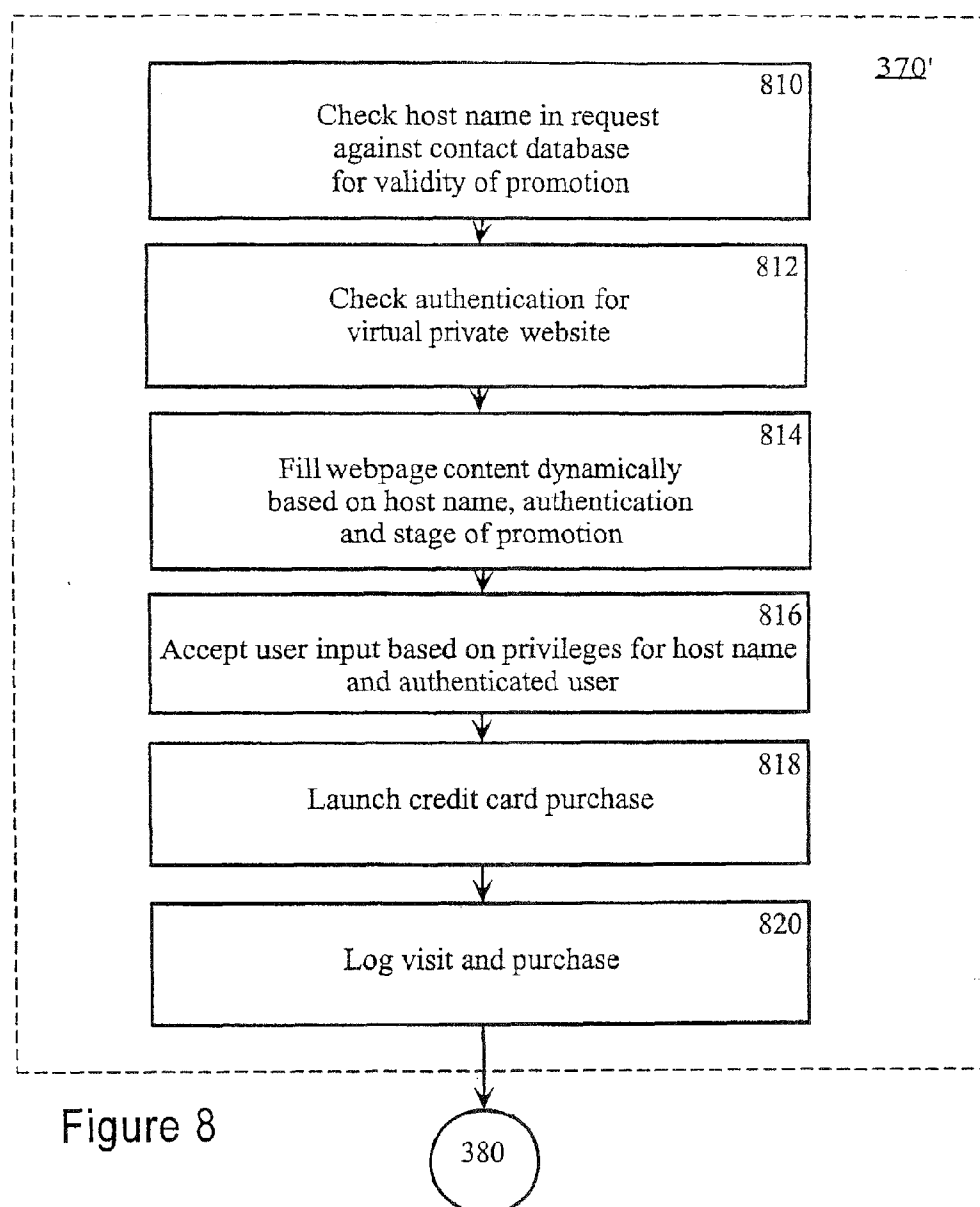 370'
810
Check host name in request
against contact database
for validity of promotion
812
Check authentication for
virtual private website
814
Fill webpage content dynamically
based on host name, authentication
and stage of promotion
816
Accept user input based on privileges for host name
and authenticated user
818
Launch credit card purchase
820
Log visit and purchase
Figure 8
380